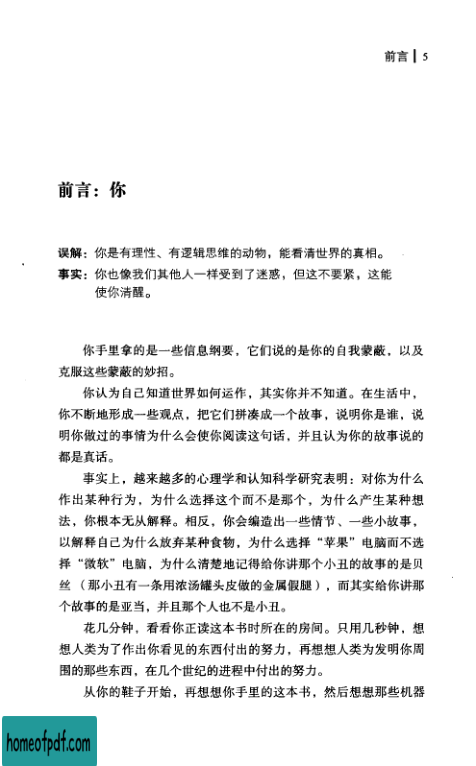 前言 | 5
前言：你
误解：你是有理性、有逻辑思维的动物，能看清世界的真相。
事实：你也像我们其他人一样受到了迷惑，但这不要紧，这能
使你清醒。
你手里拿的是一些信息纲要，它们说的是你的自我蒙蔽，以及
克服这些蒙蔽的妙招。
你认为自己知道世界如何运作，其实你并不知道。在生活中，
你不断地形成一些观点，把它们拼凑成一个故事，说明你是谁，说
明你做过的事情为什么会使你阅读这句话，并且认为你的故事说的
都是真话。
事实上，越来越多的心理学和认知科学研究表明：对你为什么
作出某种行为，为什么选择这个而不是那个，为什么产生某种想
法，你根本无从解释。相反，你会编造出一些情节、一些小故事，
以解释自己为什么放弃某种食物，为什么选择“苹果”电脑而不选
择“微软”电脑，为什么清楚地记得给你讲那个小丑的故事的是贝
丝（那小丑有一条用浓汤罐头皮做的金属假腿），而其实给你讲那
个故事的是亚当，并且那个人也不是小丑。
花几分钟，看看你正读这本书时所在的房间。只用几秒钟，想
想人类为了作出你看见的东西付出的努力，再想想人类为发明你周
围的那些东西，在几个世纪的进程中付出的努力。
从你的鞋子开始，再想想你手里的这本书，然后想想那些机器
homeofpdf.com